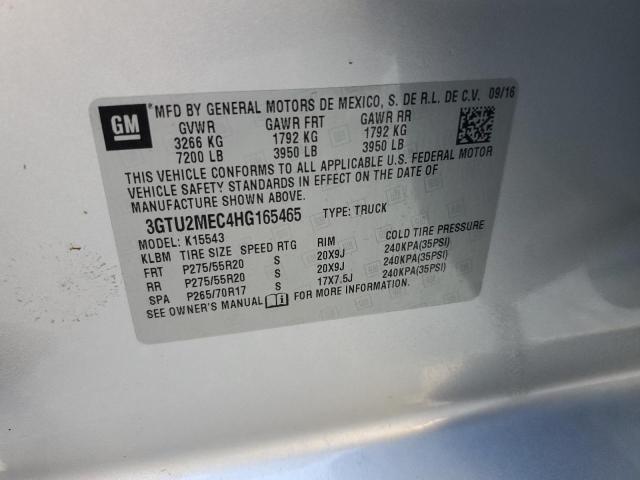 GM
*MFD BY GENERAL MOTORS DE MEXICO, S. DE R.L. DE C.V. 09/16
GVWR GAWR FRT GAWR RR
3266 KG 1792 KG 1792 KG
7200 LB 3950 LB 3950 LB
THIS VEHICLE CONFORMS TO ALL APPLICABLE U.S. FEDERAL MOTOR
VEHICLE SAFETY STANDARDS IN EFFECT ON THE DATE OF
MANUFACTURE SHOWN ABOVE.
3GTU2MEC4HG165465 TYPE: TRUCK
MODEL: K15543
KLBM TIRE SIZE SPEED RTG RIM COLD TIRE PRESSURE
FRT P275/55R20 S 20X9J 240KPA(35PSI)
RR P275/55R20 S 20X9J 240KPA(35PSI)
SPA P265/70R17 S 17X7.5J 240KPA(35PSI)
SEE OWNER'S MANUAL FOR MORE INFORMATION.